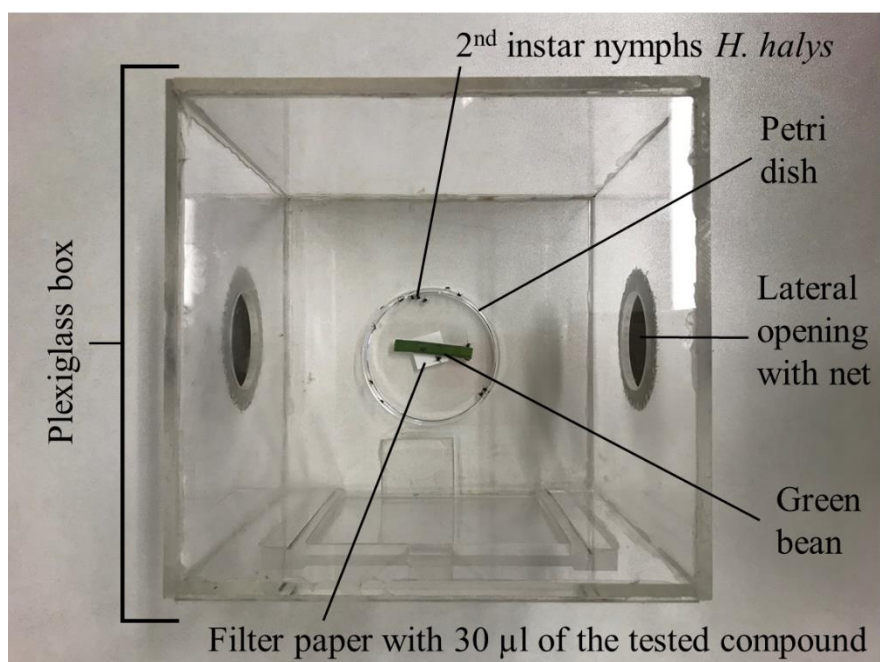 2nd instar nymphs H. halys
Petri
dish
Plexiglass box
Lateral
opening
with net
Green
bean
Filter paper with 30 µl of the tested compound